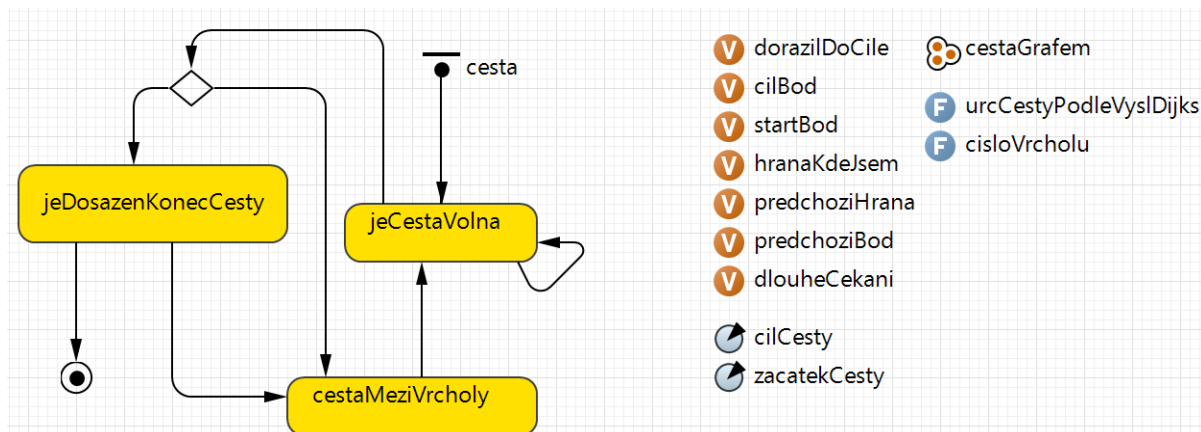 cesta
jeDosazenKonecCesty
jeCestaVolna
cestaMeziVrcholy
V dorazilDoCile
V cilBod
V startBod
V hranaKdeJsem
V predchoziHrana
V predchoziBod
V dlouheCekani
cilCesty
zacatekCesty
cestaGrafem
F urcCestyPodleVyslDijks
F cisloVrcholu